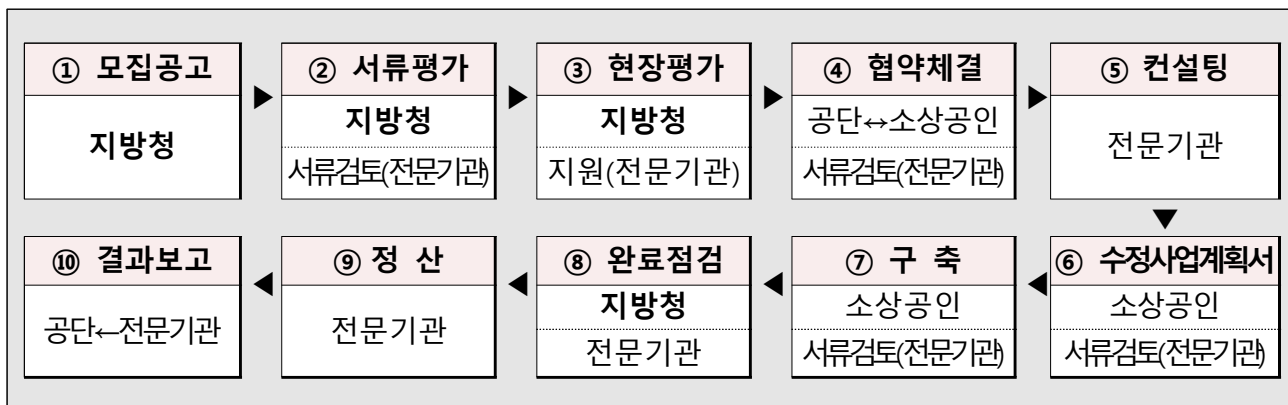 ① 모집공고
지방청
▶
② 서류평가
지방청
서류검토(전문기관)
▶
③ 현장평가
지방청
지원(전문기관)
▶
④ 협약체결
공단↔소상공인
서류검토(전문기관)
▶
⑤ 컨설팅
전문기관
▼
⑥ 수정사업계획서
소상공인
서류검토(전문기관)
◀
⑦ 구 축
소상공인
서류검토(전문기관)
◀
⑧ 완료점검
지방청
전문기관
◀
⑨ 정 산
전문기관
◀
⑩ 결과보고
공단←전문기관